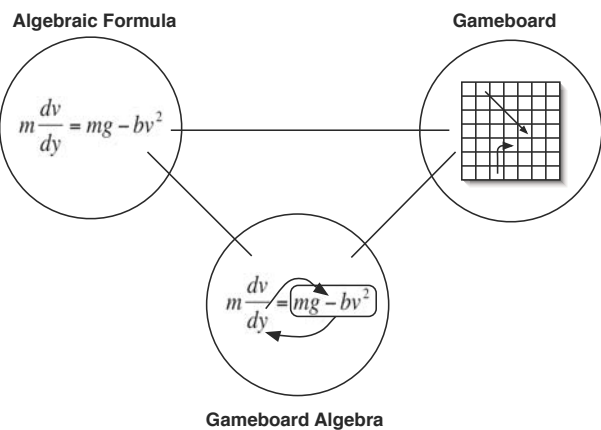 Algebraic Formula
Gameboard
m dv/dy = mg – bv²
m dv/dy = mg – bv²
Gameboard Algebra